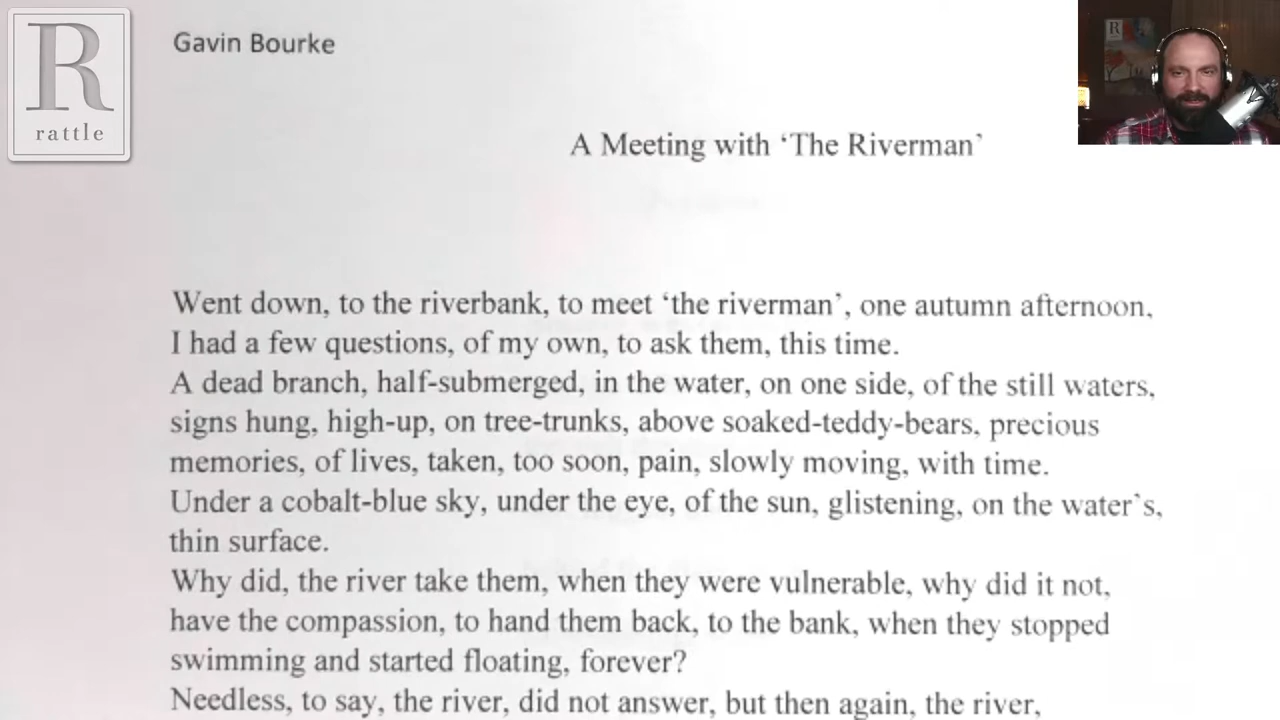 R
rattle
Gavin Bourke
A Meeting with ‘The Riverman’
Went down, to the riverbank, to meet ‘the riverman’, one autumn afternoon,
I had a few questions, of my own, to ask them, this time.
A dead branch, half-submerged, in the water, on one side, of the still waters,
signs hung, high-up, on tree-trunks, above soaked-teddy-bears, precious
memories, of lives, taken, too soon, pain, slowly moving, with time.
Under a cobalt-blue sky, under the eye, of the sun, glistening, on the water`s,
thin surface.
Why did, the river take them, when they were vulnerable, why did it not,
have the compassion, to hand them back, to the bank, when they stopped
swimming and started floating, forever?
Needless, to say, the river, did not answer, but then again, the river,